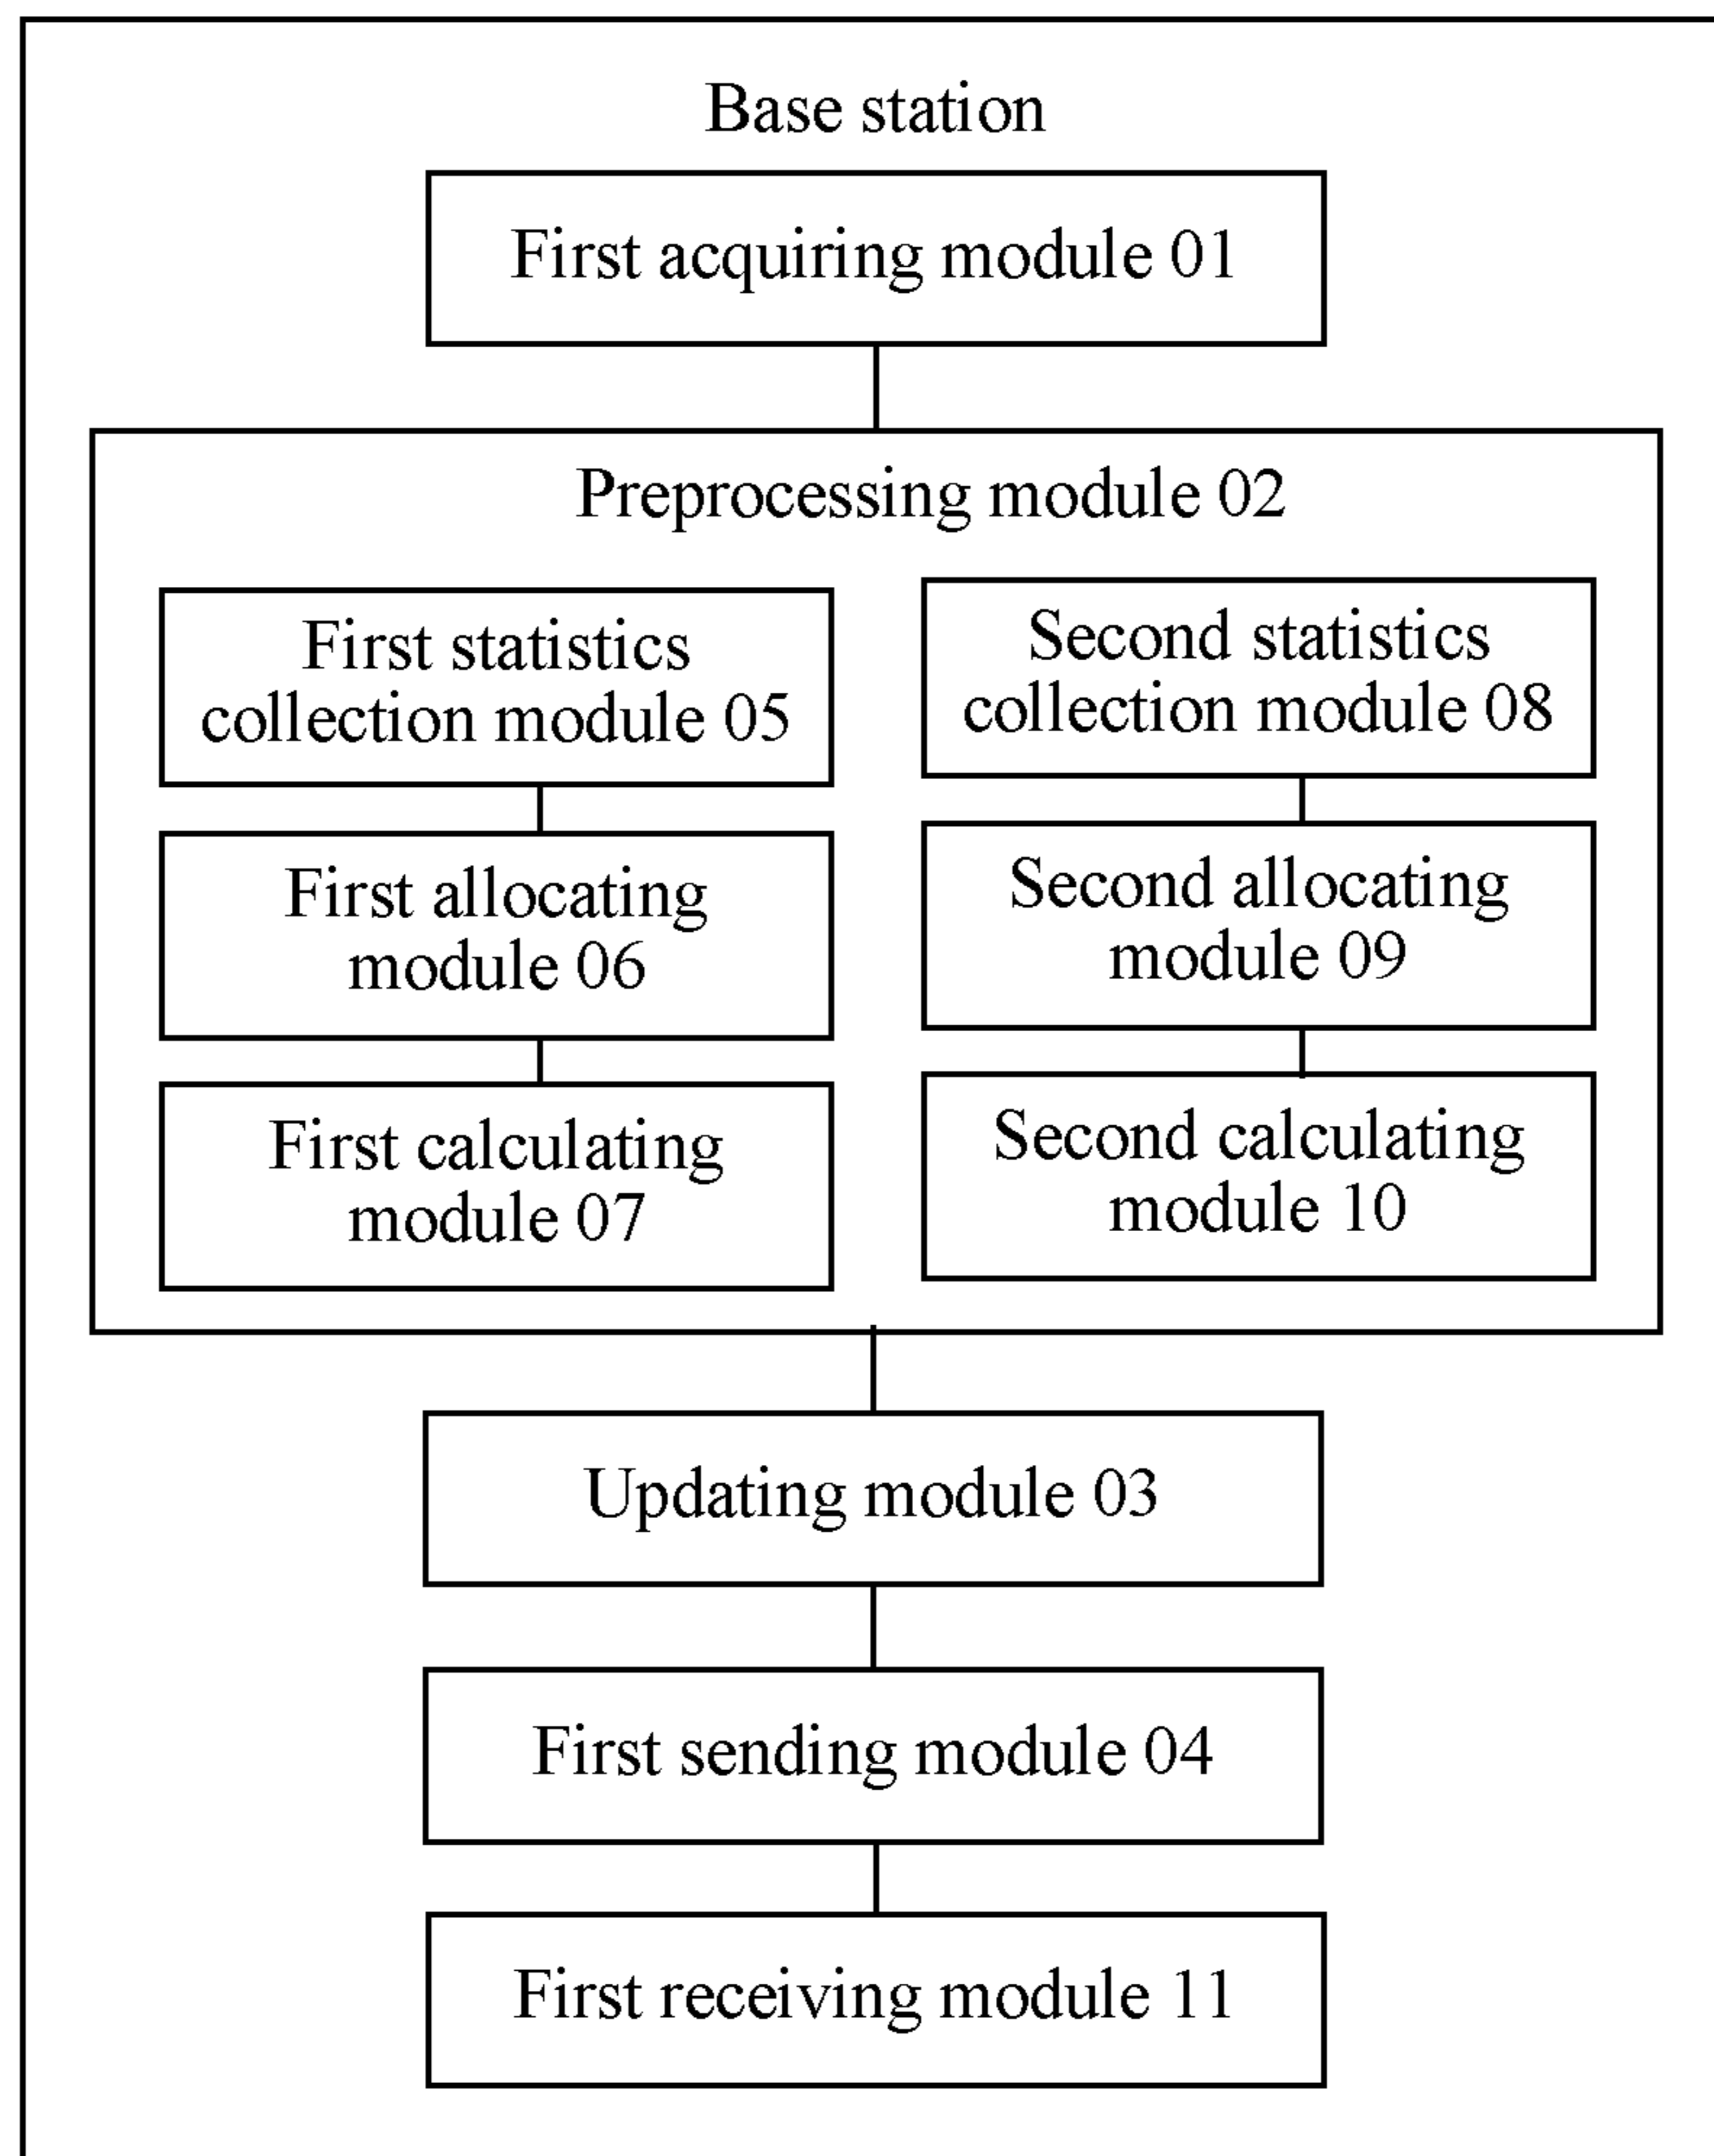 Base station
First acquiring module 01
Preprocessing module 02
First statistics
collection module 05
First allocating
module 06
First calculating
module 07
Second statistics
collection module 08
Second allocating
module 09
Second calculating
module 10
Updating module 03
First sending module 04
First receiving module 11